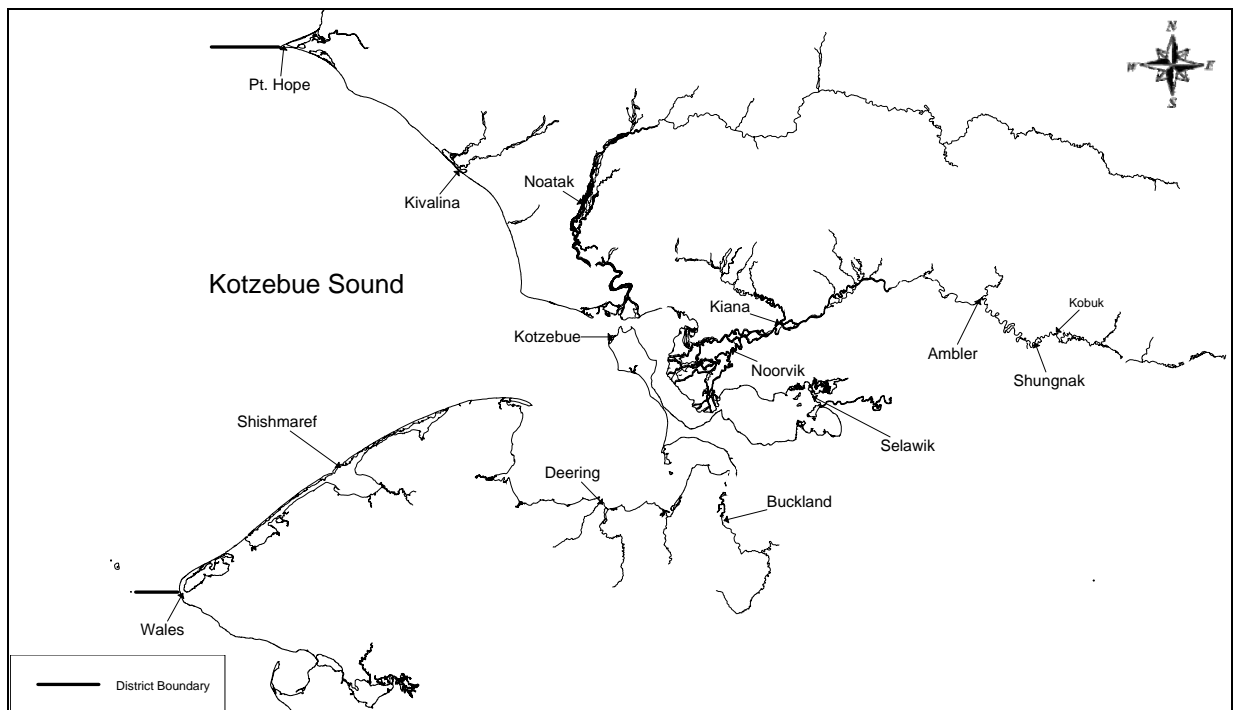 N
W E
S
Pt. Hope
Noatak
Kivalina
Kotzebue Sound
Kiana
Kobuk
Kotzebue
Ambler
Noorvik
Shungnak
Shishmaref
Selawik
Deering
Buckland
Wales
District Boundary